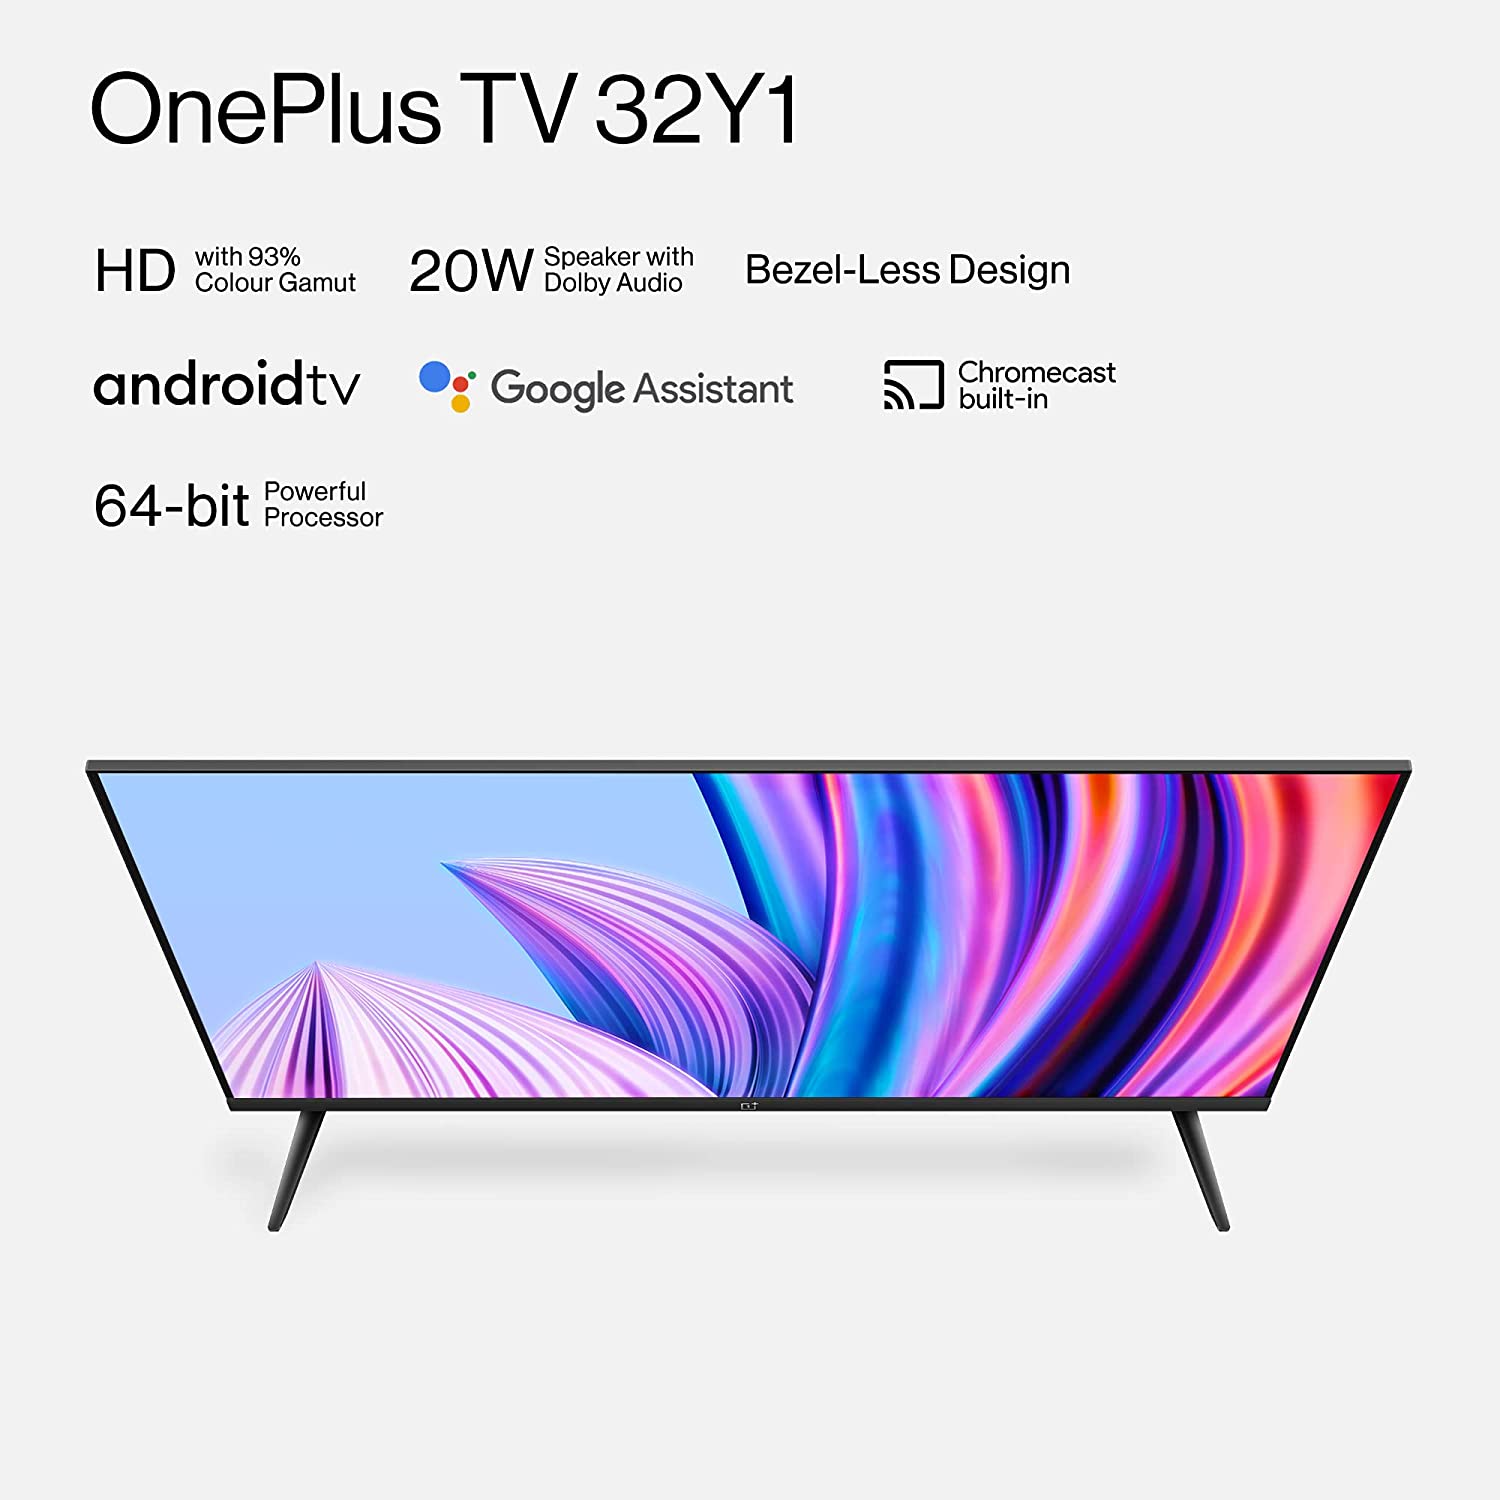 OnePlus TV 32Y1
HD with 93% Colour Gamut
20W Speaker with Dolby Audio
Bezel-Less Design
androidtv
Google Assistant
Chromecast built-in
64-bit Powerful Processor